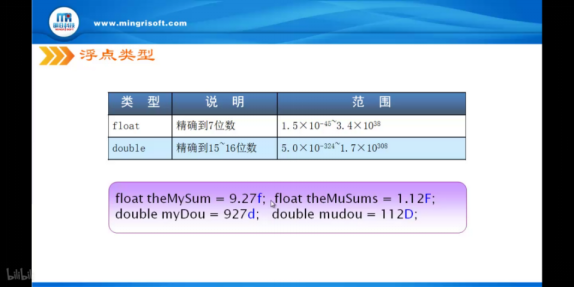 www.mingrisoft.com
浮点类型
类 型 说 明 范 围
float 精确到7位数 1.5×10⁻⁴⁵~3.4×10³⁸
double 精确到15~16位数 5.0×10⁻³²⁴~1.7×10³⁰⁸
float theMySum = 9.27f; float theMuSums = 1.12F;
double myDou = 927d; double mudou = 112D;